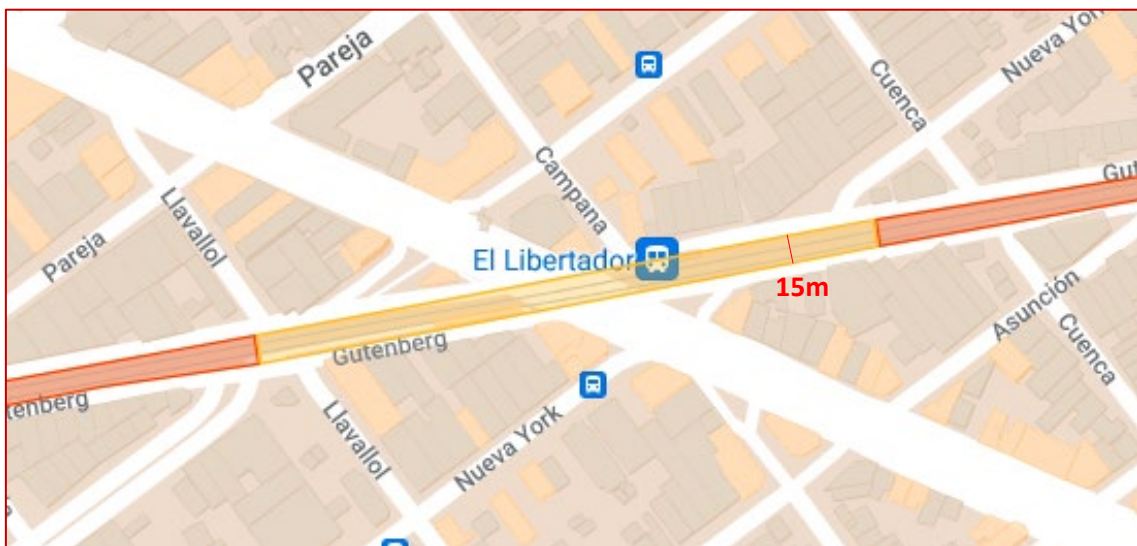 Pareja
Nueva York
Cuenca
Gut
Campana
Llavallol
Pareja
El Libertador
15m
Asunción
Gutenberg
Cuenca
tenberg
Llavallol
Nueva York